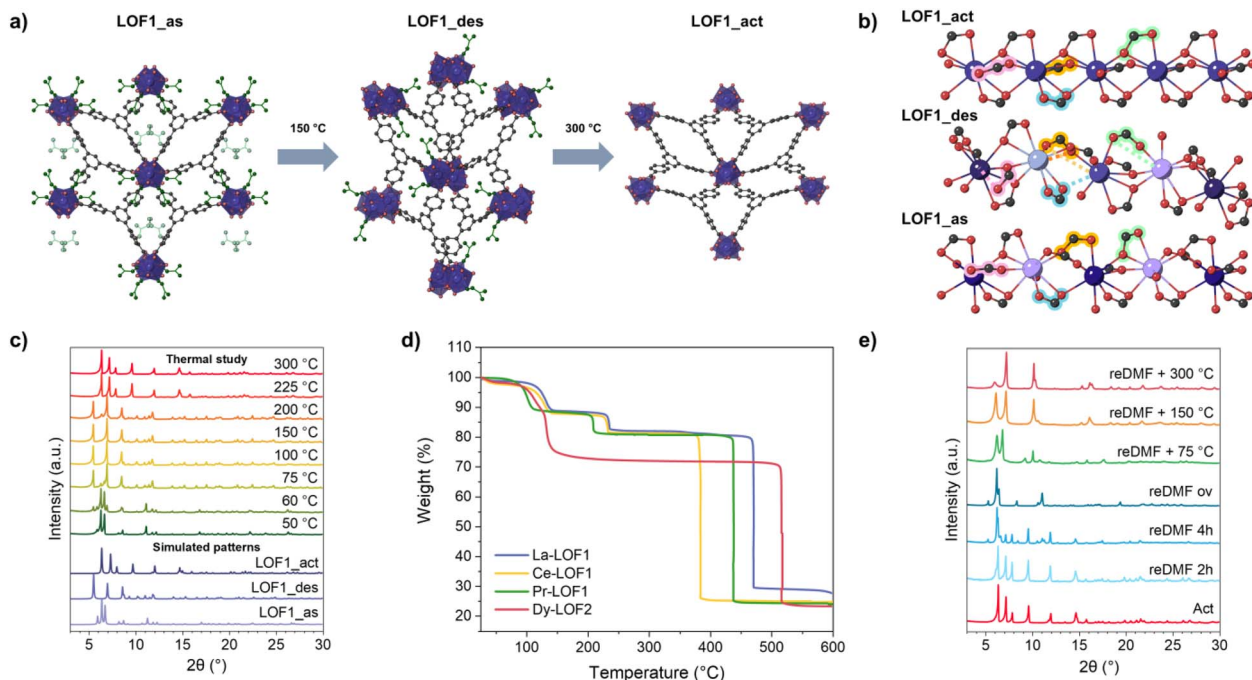 a)
LOF1_as
LOF1_des
LOF1_act
150 °C
300 °C
b)
LOF1_act
LOF1_des
LOF1_as
c)
Thermal study
300 °C
225 °C
200 °C
150 °C
100 °C
75 °C
60 °C
50 °C
Simulated patterns
LOF1_act
LOF1_des
LOF1_as
Intensity (a.u.)
5 10 15 20 25 30
2θ (°)
d)
110
100
90
80
70
60
50
40
30
20
Weight (%)
La-LOF1
Ce-LOF1
Pr-LOF1
Dy-LOF2
100 200 300 400 500 600
Temperature (°C)
e)
reDMF + 300 °C
reDMF + 150 °C
reDMF + 75 °C
reDMF ov
reDMF 4h
reDMF 2h
Act
Intensity (a.u.)
5 10 15 20 25 30
2θ (°)